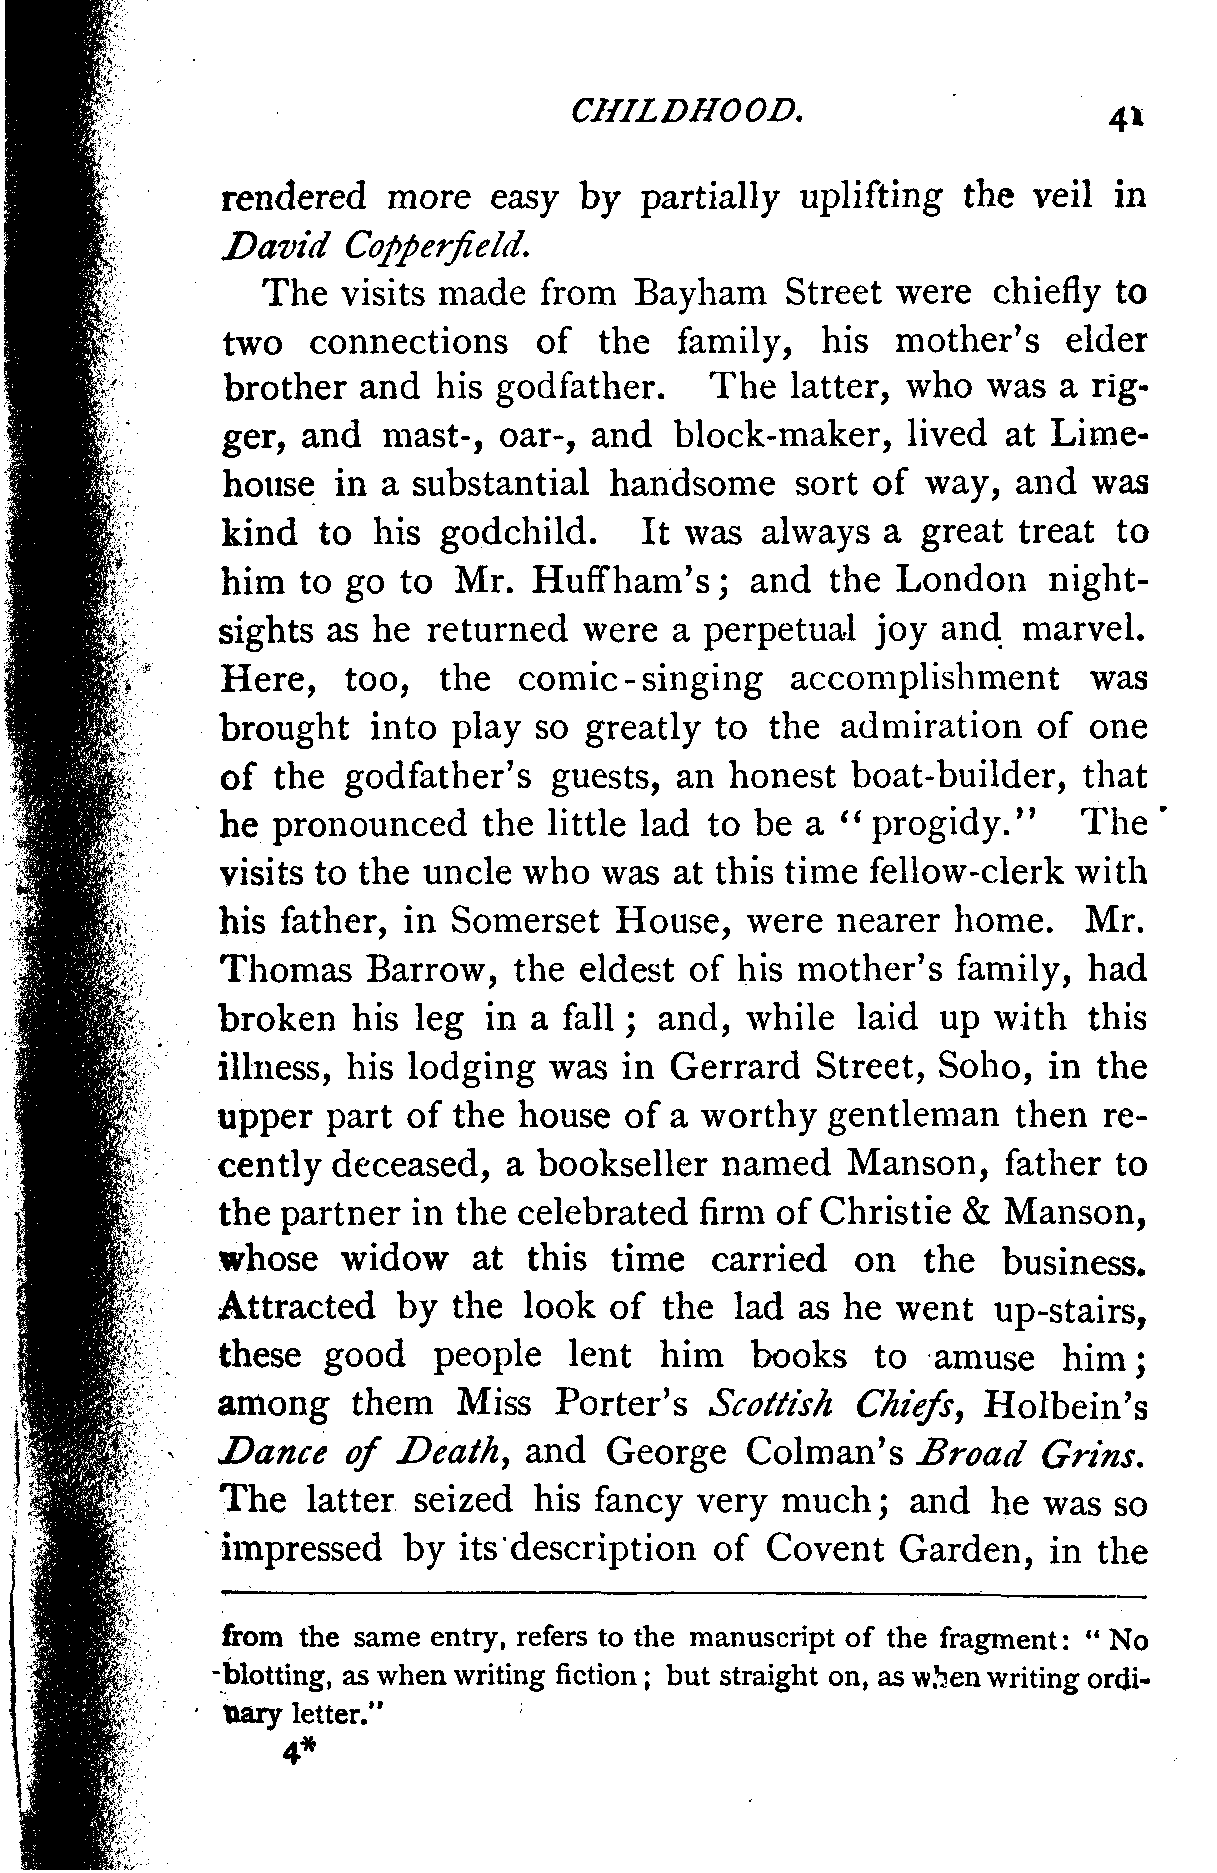 CHILDHOOD. 41
rendered more easy by partially uplifting the veil in
David Copperfield.
The visits made from Bayham Street were chiefly to
two connections of the family, his mother's elder
brother and his godfather. The latter, who was a rig-
ger, and mast-, oar-, and block-maker, lived at Lime-
house in a substantial handsome sort of way, and was
kind to his godchild. It was always a great treat to
him to go to Mr. Huffham's; and the London night-
sights as he returned were a perpetual joy and marvel.
Here, too, the comic-singing accomplishment was
brought into play so greatly to the admiration of one
of the godfather's guests, an honest boat-builder, that
he pronounced the little lad to be a "progidy." The
visits to the uncle who was at this time fellow-clerk with
his father, in Somerset House, were nearer home. Mr.
Thomas Barrow, the eldest of his mother's family, had
broken his leg in a fall; and, while laid up with this
illness, his lodging was in Gerrard Street, Soho, in the
upper part of the house of a worthy gentleman then re-
cently deceased, a bookseller named Manson, father to
the partner in the celebrated firm of Christie & Manson,
whose widow at this time carried on the business.
Attracted by the look of the lad as he went up-stairs,
these good people lent him books to amuse him;
among them Miss Porter's Scottish Chiefs, Holbein's
Dance of Death, and George Colman's Broad Grins.
The latter seized his fancy very much; and he was so
impressed by its description of Covent Garden, in the
from the same entry, refers to the manuscript of the fragment: "No
blotting, as when writing fiction; but straight on, as when writing ordi-
nary letter."
4*